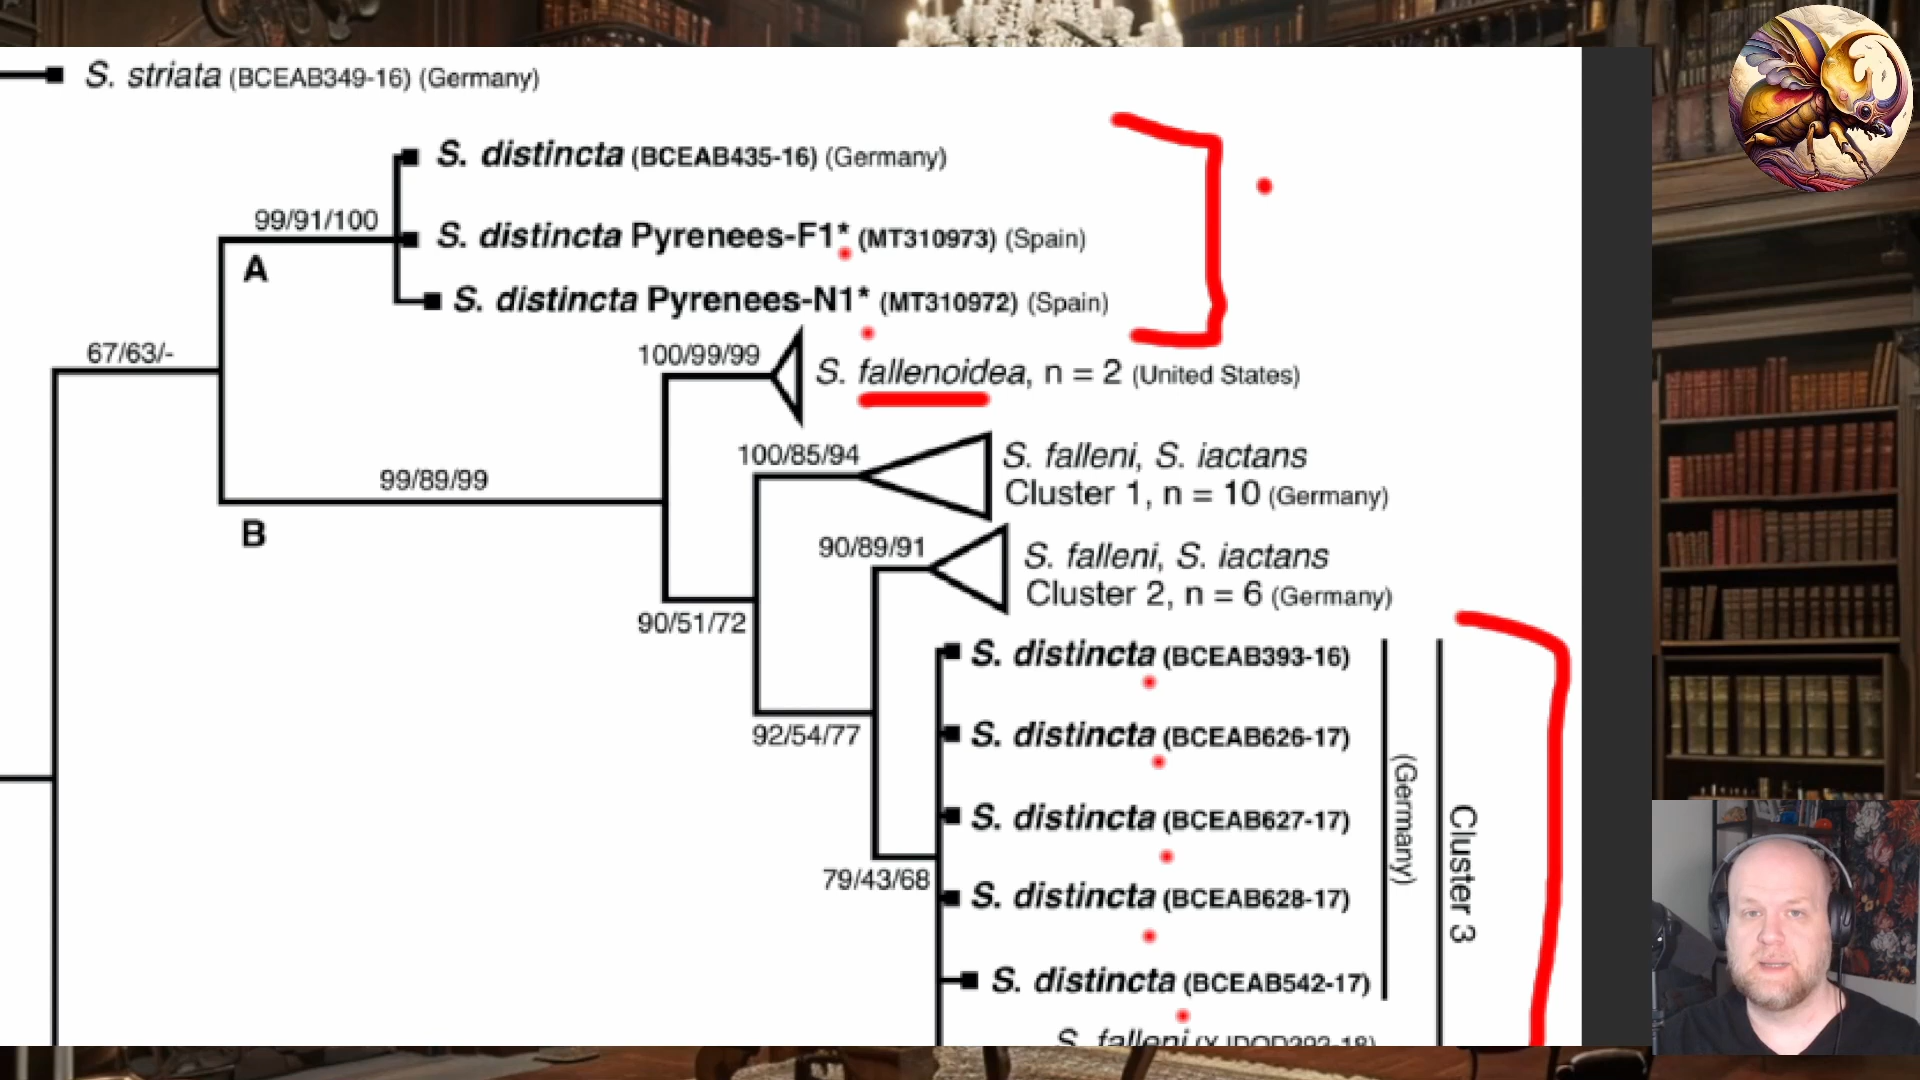 S. striata (BCEAB349-16) (Germany)
S. distincta (BCEAB435-16) (Germany)
99/91/100
S. distincta Pyrenees-F1* (MT310973) (Spain)
A
S. distincta Pyrenees-N1* (MT310972) (Spain)
67/63/-
100/99/99
S. fallenoidea, n = 2 (United States)
100/85/94
S. falleni, S. iactans
Cluster 1, n = 10 (Germany)
99/89/99
B
90/89/91
S. falleni, S. iactans
Cluster 2, n = 6 (Germany)
90/51/72
S. distincta (BCEAB393-16)
92/54/77
S. distincta (BCEAB626-17)
S. distincta (BCEAB627-17)
79/43/68
S. distincta (BCEAB628-17)
S. distincta (BCEAB542-17)
(Germany)
Cluster 3
S. falleni